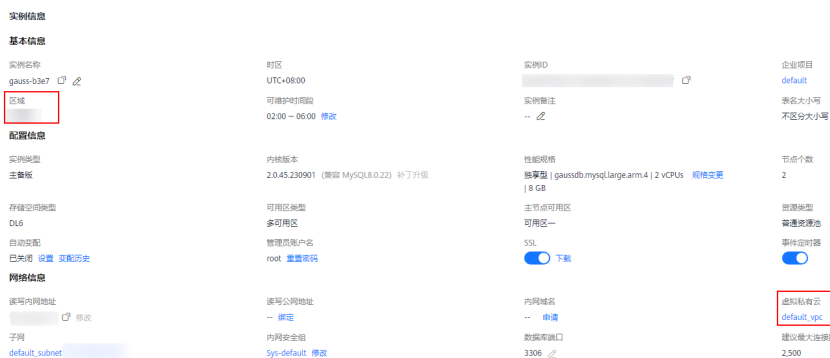 实例信息
基本信息
实例名称 时区 实例ID 企业项目
gauss-b3e7 UTC+08:00 default
区域 可维护时间段 实例备注 表名大小写
02:00 — 06:00 修改 -- 不区分大小写
配置信息
实例类型 内核版本 性能规格 节点个数
主备版 2.0.45.230901 (兼容 MySQL8.0.22) 补丁升级 独享型 | gaussdb.mysql.large.arm.4 | 2 vCPUs 规格变更 2
| 8 GB
存储空间类型 可用区类型 主节点可用区 资源类型
DL6 多可用区 可用区一 普通资源池
自动变配 管理员账户名 SSL 事件定时器
已关闭 设置 变配历史 root 重置密码 下载
网络信息
读写内网地址 读写公网地址 内网域名 虚拟私有云
修改 -- 绑定 -- 申请 default_vpc
子网 内网安全组 数据库端口 建议最大连接
default_subnet Sys-default 修改 3306 2,500